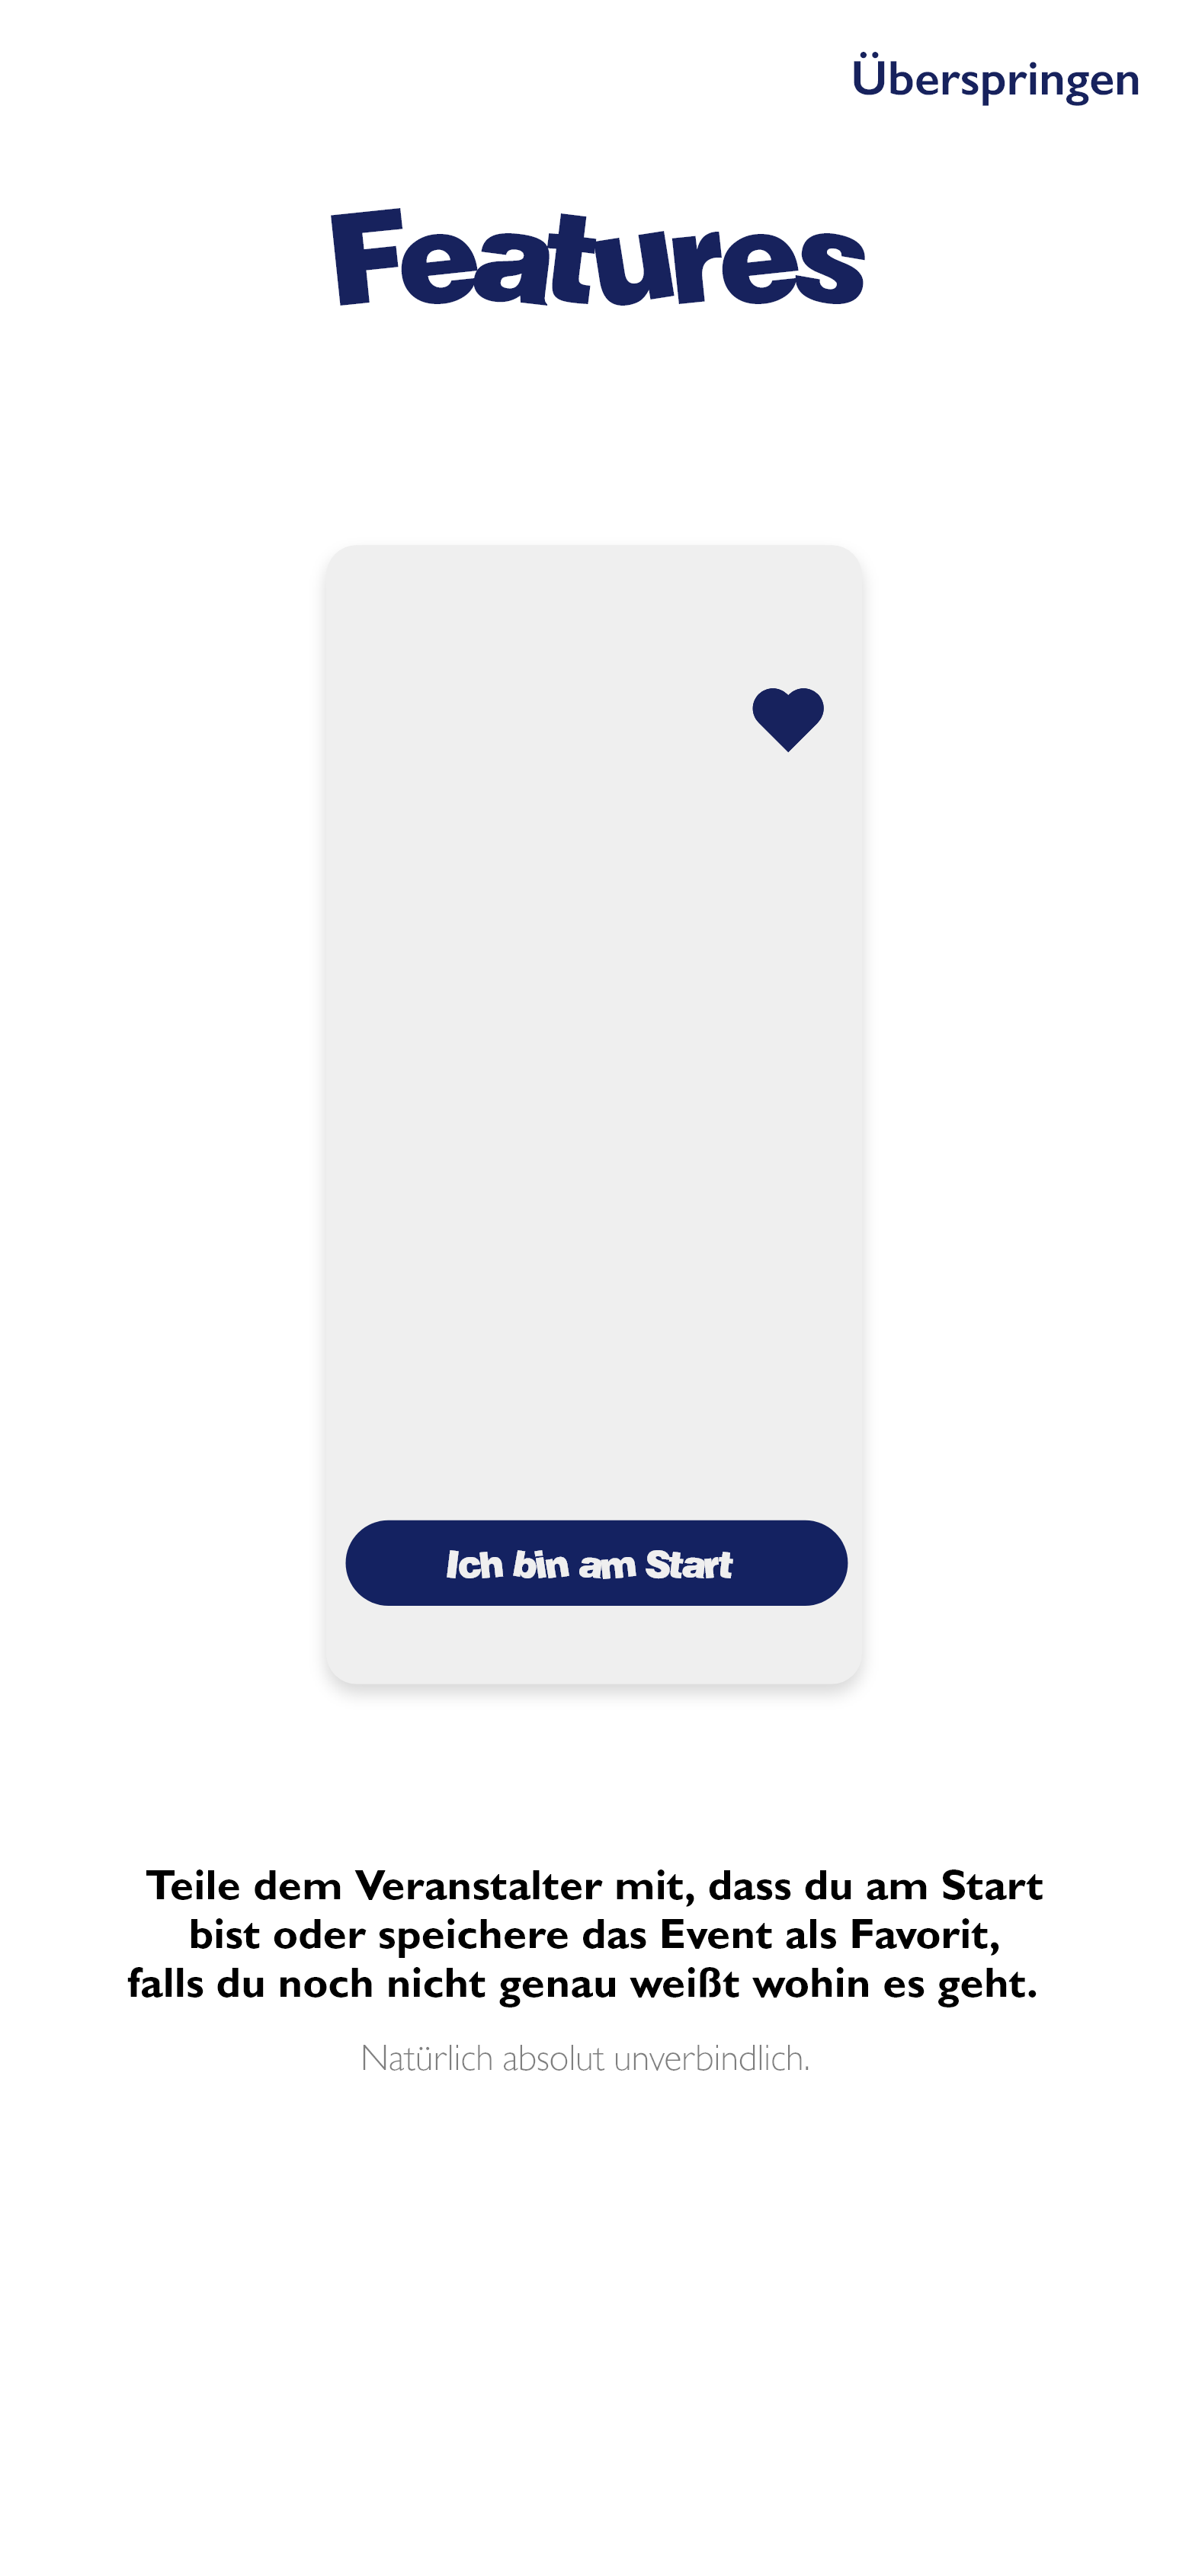 Überspringen
Features
Ich bin am Start
Teile dem Veranstalter mit, dass du am Start
bist oder speichere das Event als Favorit,
falls du noch nicht genau weißt wohin es geht.
Natürlich absolut unverbindlich.